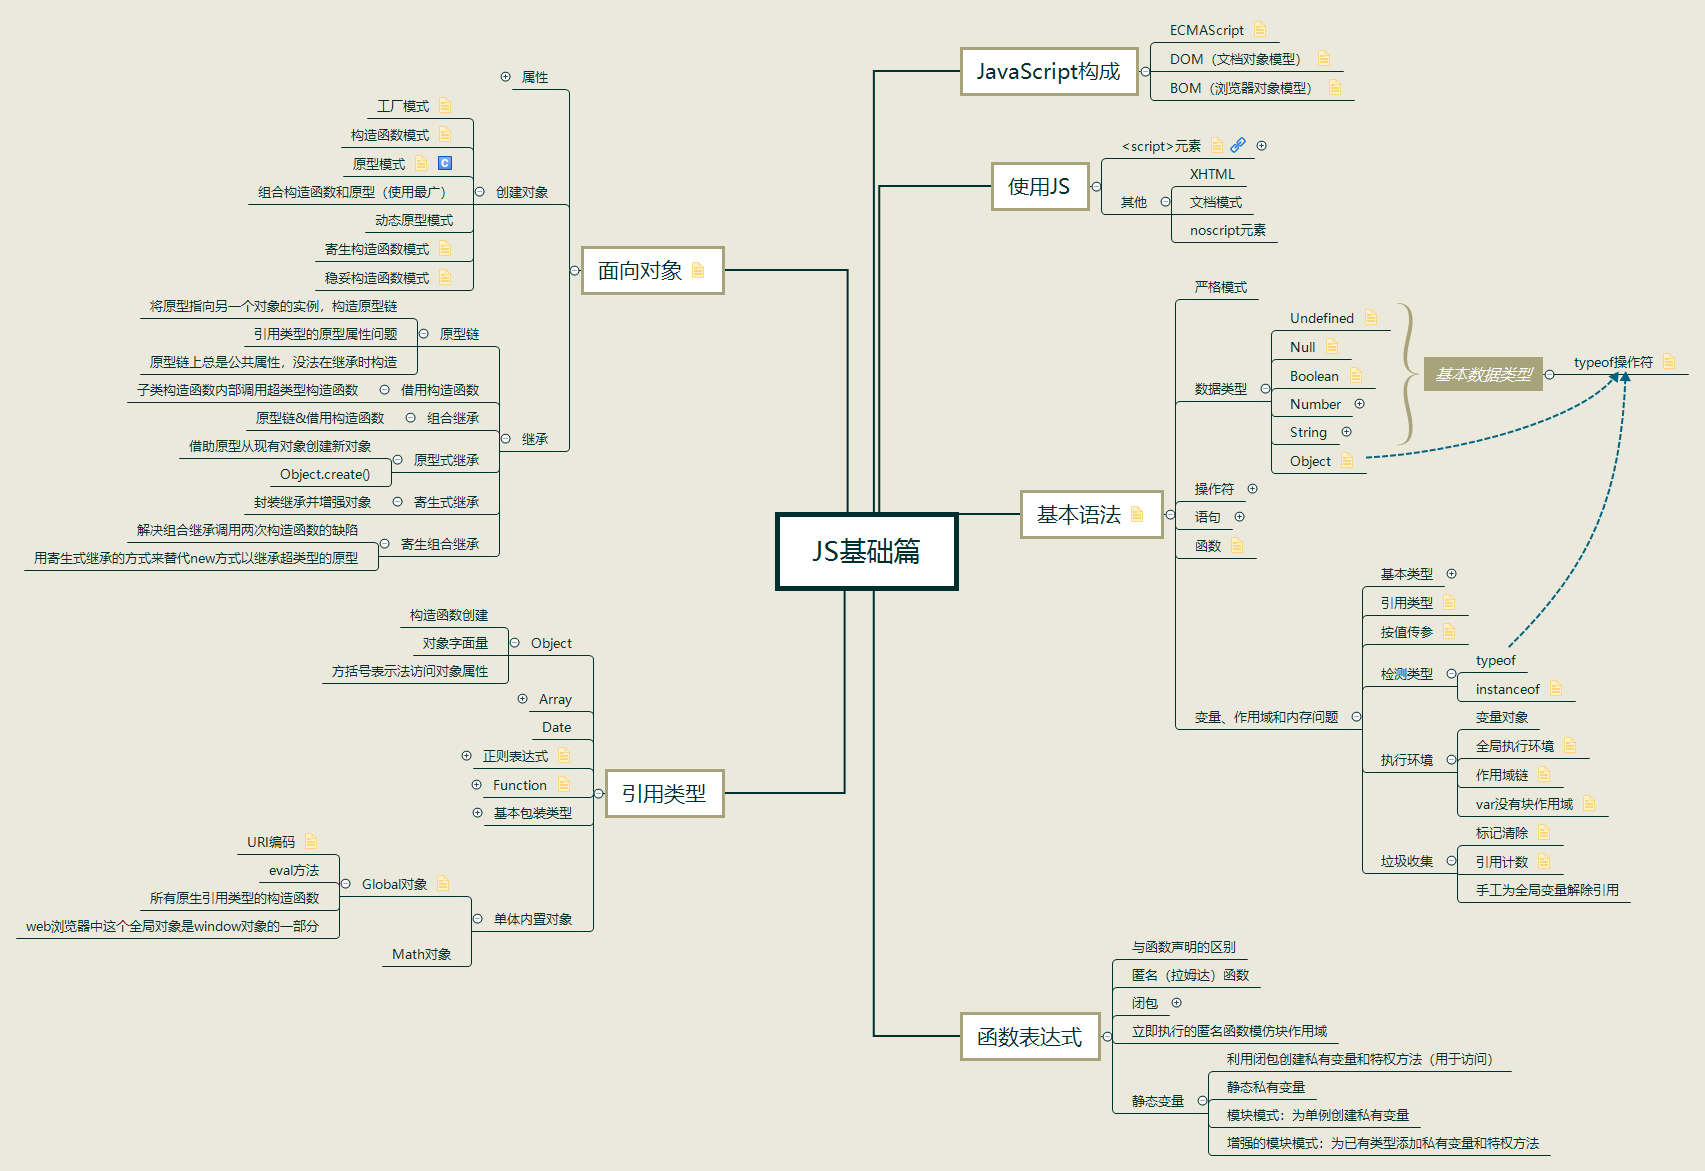 JS基础篇
JavaScript构成
ECMAScript
DOM（文档对象模型）
BOM（浏览器对象模型）
使用JS
<script>元素
其他
XHTML
文档模式
noscript元素
基本语法
严格模式
数据类型
Undefined
Null
Boolean
Number
String
Object
基本数据类型
typeof操作符
操作符
语句
函数
变量、作用域和内存问题
基本类型
引用类型
按值传参
检测类型
typeof
instanceof
执行环境
变量对象
全局执行环境
作用域链
var没有块作用域
垃圾收集
标记清除
引用计数
手工为全局变量解除引用
函数表达式
与函数声明的区别
匿名（拉姆达）函数
闭包
立即执行的匿名函数模仿块作用域
静态变量
利用闭包创建私有变量和特权方法（用于访问）
静态私有变量
模块模式：为单例创建私有变量
增强的模块模式：为已有类型添加私有变量和特权方法
面向对象
属性
创建对象
工厂模式
构造函数模式
原型模式
C
组合构造函数和原型（使用最广）
动态原型模式
寄生构造函数模式
稳妥构造函数模式
继承
原型链
将原型指向另一个对象的实例，构造原型链
引用类型的原型属性问题
原型链上总是公共属性，没法在继承时构造
借用构造函数
子类构造函数内部调用超类型构造函数
组合继承
原型链&借用构造函数
原型式继承
借助原型从现有对象创建新对象
Object.create()
寄生式继承
封装继承并增强对象
寄生组合继承
解决组合继承调用两次构造函数的缺陷
用寄生式继承的方式来替代new方式以继承超类型的原型
引用类型
Object
构造函数创建
对象字面量
方括号表示法访问对象属性
Array
Date
正则表达式
Function
基本包装类型
单体内置对象
Global对象
URI编码
eval方法
所有原生引用类型的构造函数
web浏览器中这个全局对象是window对象的一部分
Math对象